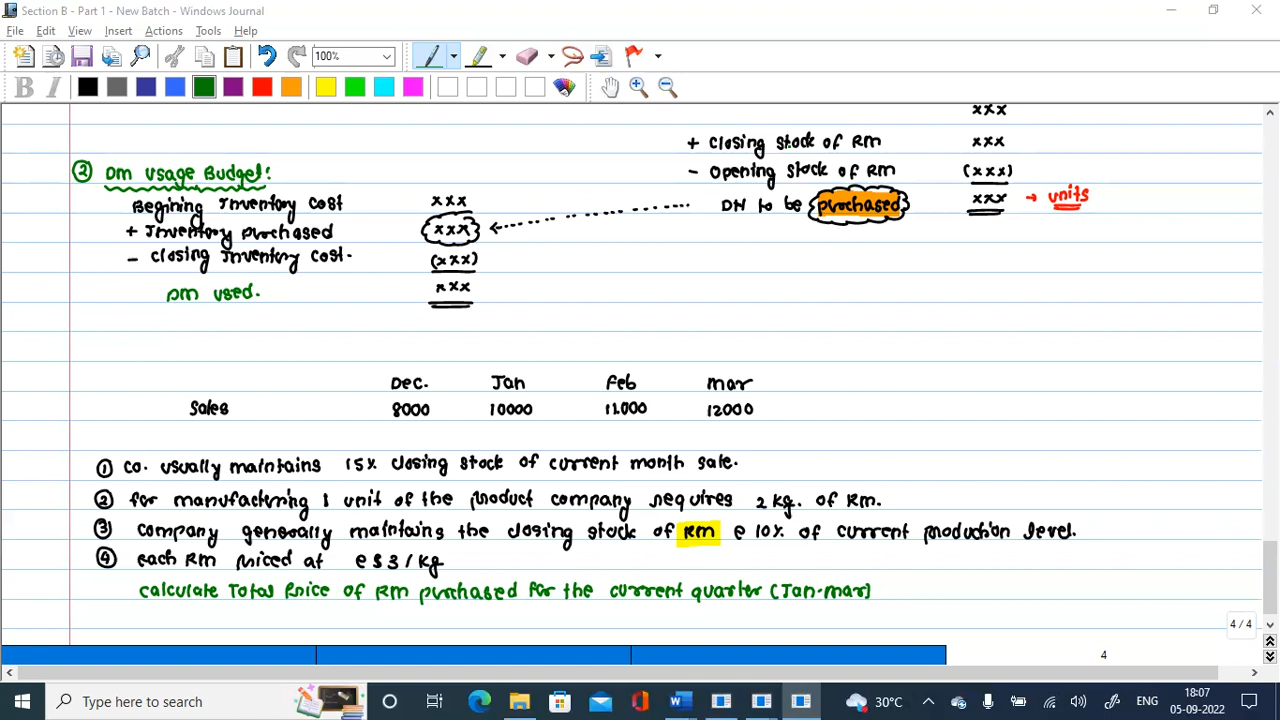 Section B - Part 1 - New Batch - Windows Journal
File Edit View Insert Actions Tools Help
100%
B I
xxx
+ closing stock of RM xxx
- opening stock of RM (xxx)
DM to be purchased xxx → units
② DM Usage Budget:
Begining Inventory cost xxx
+ Inventory purchased xxx
- closing Inventory cost. (xxx)
DM used. xxx
Dec. Jan Feb mar
Sales 8000 10000 11000 12000
① Co. usually maintains 15% closing stock of current month sale.
② for manufacturing 1 unit of the product company requires 2 kg. of Rm.
③ company generally maintains the closing stock of RM @ 10% of current production level.
④ each RM priced at @ $3/kg
calculate Total Price of RM purchased for the current quarter (Jan-mar)
4 / 4
4
Type here to search
30°C
ENG
18:07
05-09-2022